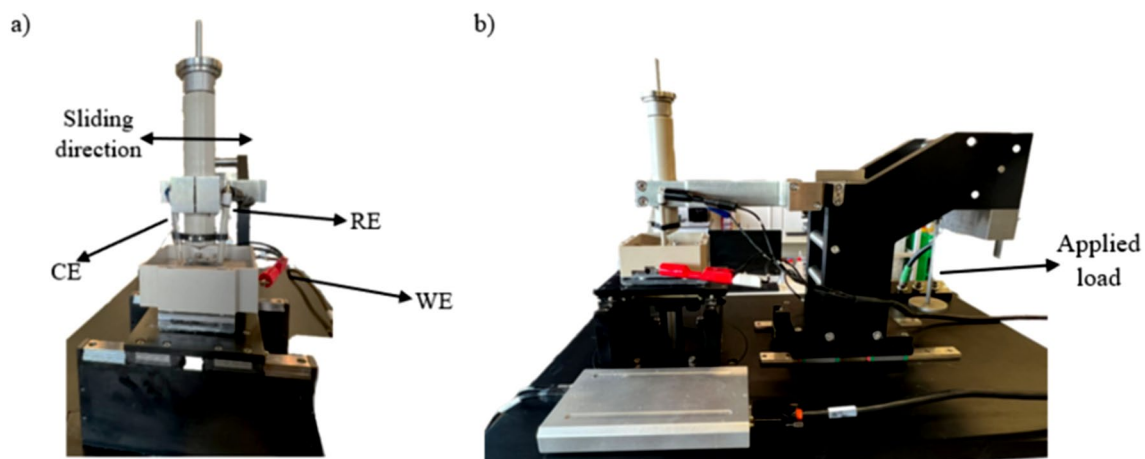 a)
Sliding
direction
RE
CE
WE
b)
Applied
load